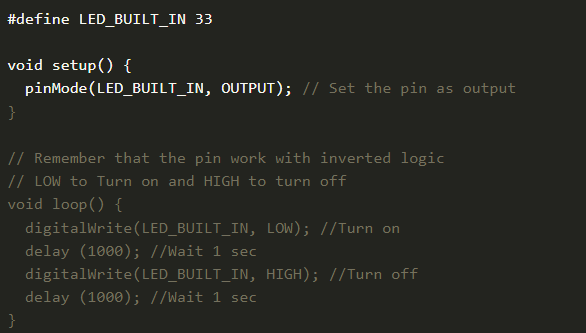 #define LED_BUILT_IN 33
void setup() {
pinMode(LED_BUILT_IN, OUTPUT); // Set the pin as output
}
// Remember that the pin work with inverted logic
// LOW to Turn on and HIGH to turn off
void loop() {
digitalWrite(LED_BUILT_IN, LOW); //Turn on
delay (1000); //Wait 1 sec
digitalWrite(LED_BUILT_IN, HIGH); //Turn off
delay (1000); //Wait 1 sec
}